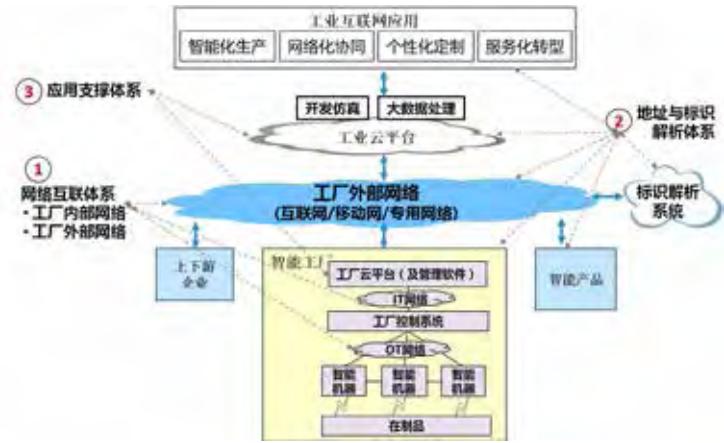 工业互联网应用
智能化生产 网络化协同 个性化定制 服务化转型
3 应用支撑体系
开发仿真 大数据处理
2 地址与标识
解析体系
工业云平台
1
网络互联体系
·工厂内部网络
·工厂外部网络
工厂外部网络
(互联网/移动网/专用网络)
标识解析
系统
上下游
企业
智能工厂
智能产品
工厂云平台(及管理软件)
IT网络
工厂控制系统
OT网络
智能
机器
智能
机器
智能
机器
在制品